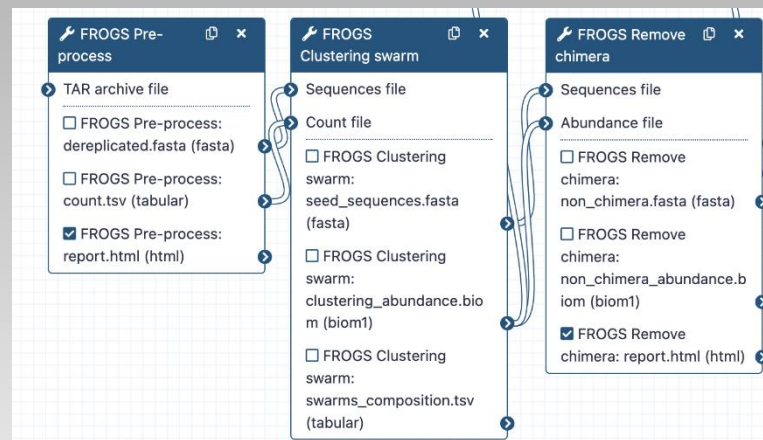 FROGS Pre-
process
TAR archive file
FROGS Pre-process:
dereplicated.fasta (fasta)
FROGS Pre-process:
count.tsv (tabular)
FROGS Pre-process:
report.html (html)
FROGS
Clustering swarm
Sequences file
Count file
FROGS Clustering
swarm:
seed_sequences.fasta
(fasta)
FROGS Clustering
swarm:
clustering_abundance.bio
m (biom1)
FROGS Clustering
swarm:
swarms_composition.tsv
(tabular)
FROGS Remove
chimera
Sequences file
Abundance file
FROGS Remove
chimera:
non_chimera.fasta (fasta)
FROGS Remove
chimera:
non_chimera_abundance.b
iom (biom1)
FROGS Remove
chimera: report.html (html)